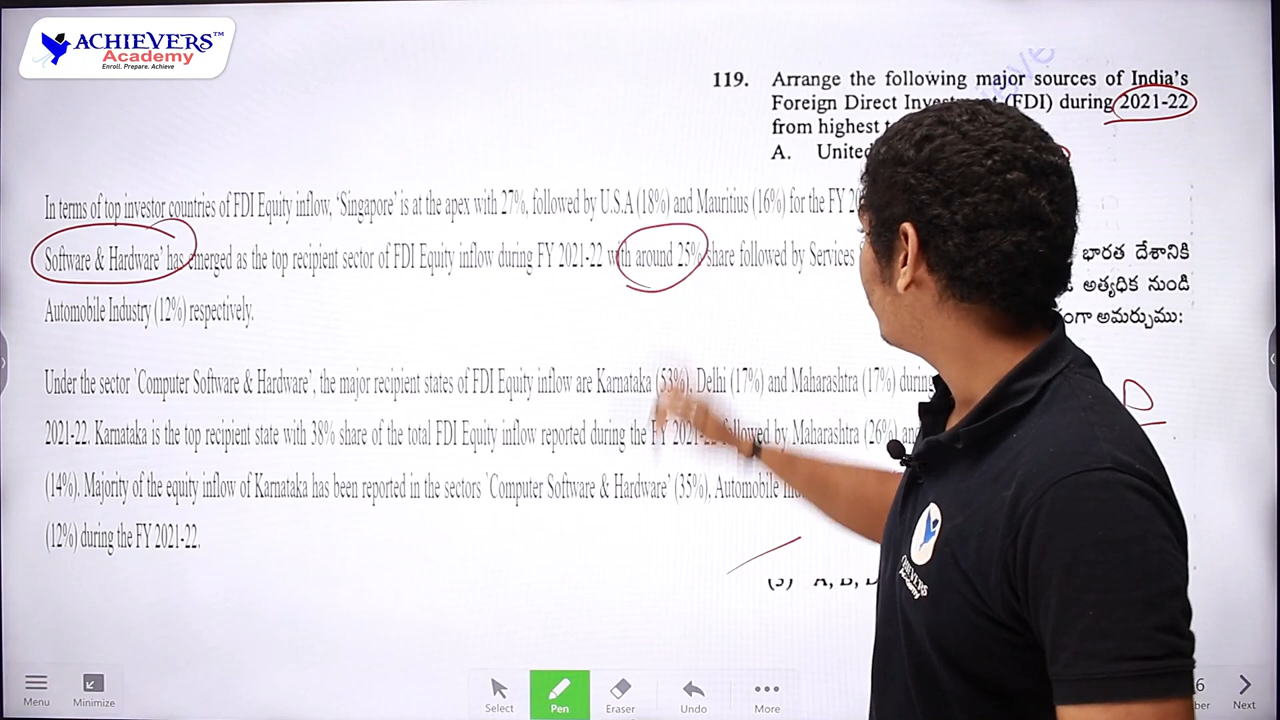 ACHIEVERS™
Academy
Enroll. Prepare. Achieve
119. Arrange the following major sources of India's
Foreign Direct (FDI) during 2021-22
from highest
A. United
In terms of top investor countries of FDI Equity inflow, 'Singapore' is at the apex with 27%, followed by U.S.A (18%) and Mauritius (16%) for the FY
Software & Hardware' has emerged as the top recipient sector of FDI Equity inflow during FY 2021-22 with around 25% share followed by Services
భారత దేశానికి
అత్యధిక నుండి
Automobile Industry (12%) respectively.
అమర్చుము:
Under the sector `Computer Software & Hardware', the major recipient states of FDI Equity inflow are Karnataka (53%), Delhi (17%) and Maharashtra (17%) during
D
2021-22. Karnataka is the top recipient state with 38% share of the total FDI Equity inflow reported during the FY followed by Maharashtra (26%) and
(14%). Majority of the equity inflow of Karnataka has been reported in the sectors `Computer Software & Hardware' (35%), Automobile
(12%) during the FY 2021-22.
(3) A, B, D
ACHIEVERS
Academy
Menu
Minimize
Select
Pen
Eraser
Undo
More
Next